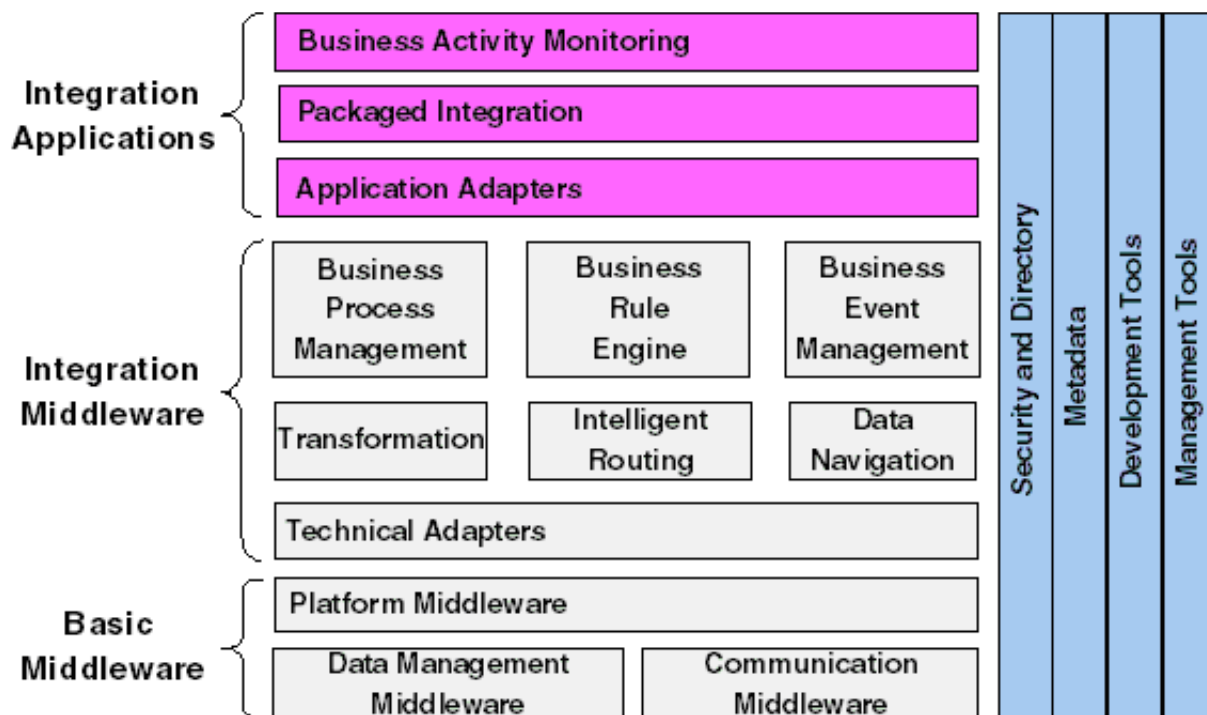 Business Activity Monitoring
Integration
Applications
Packaged Integration
Application Adapters
Business
Process
Management
Business
Rule
Engine
Business
Event
Management
Integration
Middleware
Transformation
Intelligent
Routing
Data
Navigation
Technical Adapters
Basic
Middleware
Platform Middleware
Data Management
Middleware
Communication
Middleware
Security and Directory
Metadata
Development Tools
Management Tools